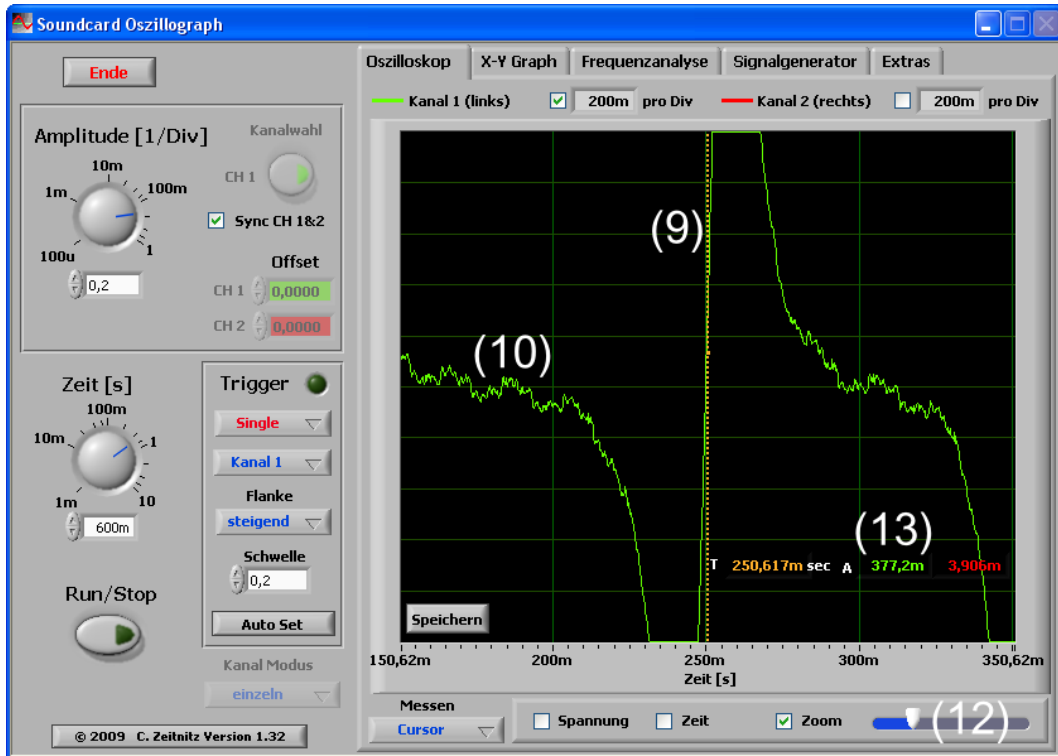 Soundcard Oszillograph
Ende
Oszilloskop X-Y Graph Frequenzanalyse Signalgenerator Extras
Kanal 1 (links) 200m pro Div Kanal 2 (rechts) 200m pro Div
Amplitude [1/Div]
Kanalwahl
10m
1m 100m
100u 1
CH 1
Sync CH 1&2
0,2
Offset
CH 1 0,0000
CH 2 0,0000
Zeit [s]
100m
10m 1
1m 10
600m
Run/Stop
Trigger
Single
Kanal 1
Flanke
steigend
Schwelle
0,2
Auto Set
Kanal Modus
einzeln
© 2009 C. Zeitnitz Version 1.32
(9)
(10)
(13)
T 250,617m sec A 377,2m 3,906m
Speichern
150,62m 200m 250m 300m 350,62m
Zeit [s]
Messen
Cursor
Spannung Zeit Zoom (12)